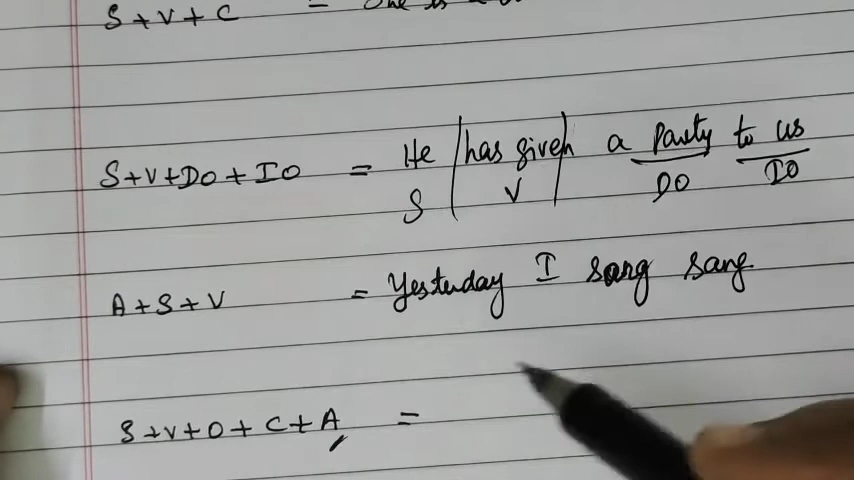 S+V+C =
S+V+DO+IO = He has given a Party to us
S V DO IO
A+S+V = Yesterday I sang sang
S+V+O+C+A =